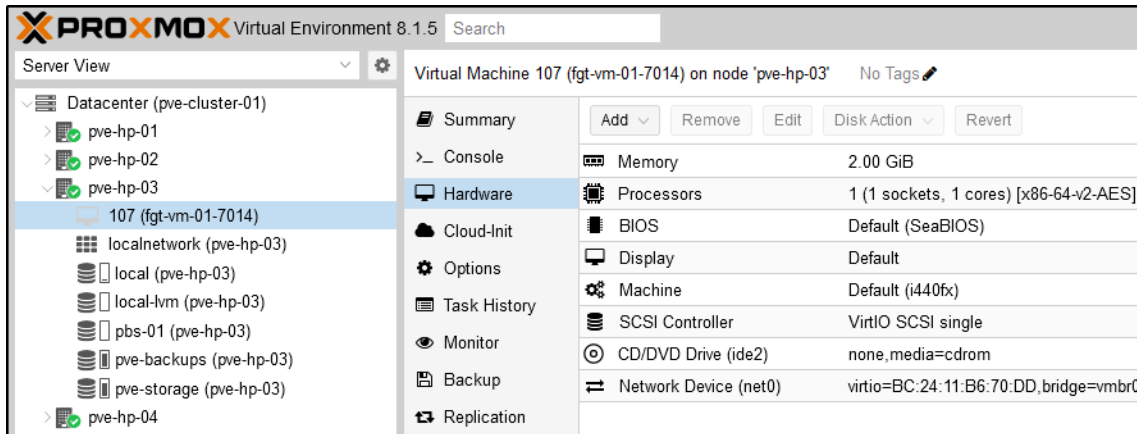 PROXMOX Virtual Environment 8.1.5 Search
Server View
Virtual Machine 107 (fgt-vm-01-7014) on node 'pve-hp-03' No Tags
Datacenter (pve-cluster-01)
pve-hp-01
pve-hp-02
pve-hp-03
107 (fgt-vm-01-7014)
localnetwork (pve-hp-03)
local (pve-hp-03)
local-lvm (pve-hp-03)
pbs-01 (pve-hp-03)
pve-backups (pve-hp-03)
pve-storage (pve-hp-03)
pve-hp-04
Summary
Console
Hardware
Cloud-Init
Options
Task History
Monitor
Backup
Replication
Add Remove Edit Disk Action Revert
Memory 2.00 GiB
Processors 1 (1 sockets, 1 cores) [x86-64-v2-AES]
BIOS Default (SeaBIOS)
Display Default
Machine Default (i440fx)
SCSI Controller VirtIO SCSI single
CD/DVD Drive (ide2) none,media=cdrom
Network Device (net0) virtio=BC:24:11:B6:70:DD,bridge=vmbr0